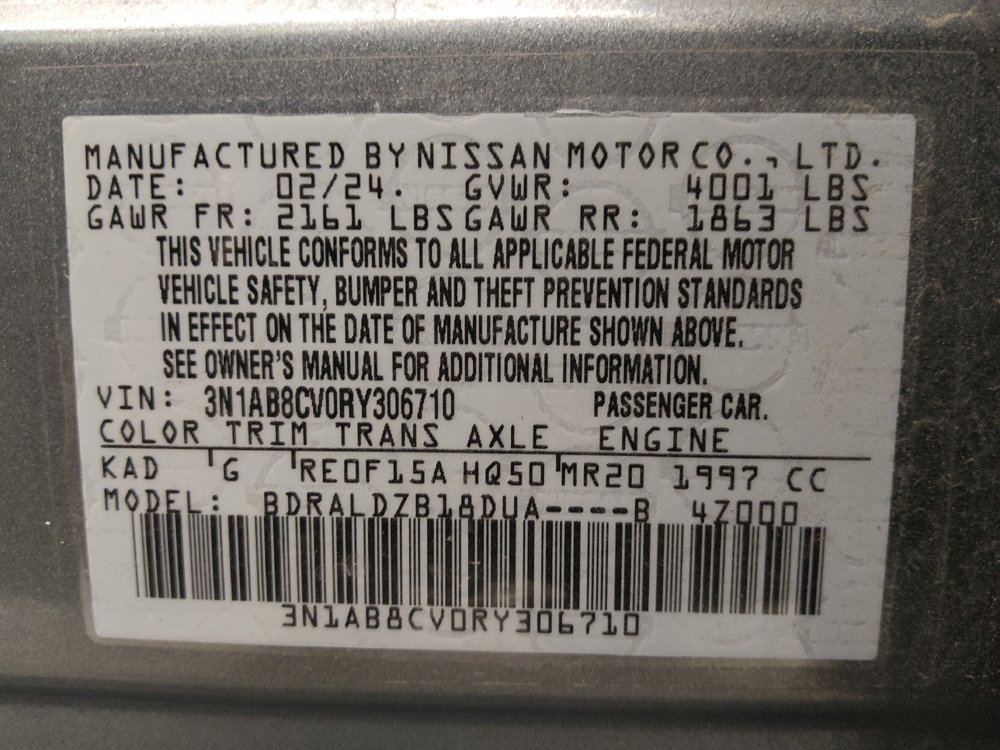 MANUFACTURED BY NISSAN MOTOR CO., LTD.
DATE: 02/24. GVWR: 4001 LBS
GAWR FR: 2161 LBS GAWR RR: 1863 LBS
THIS VEHICLE CONFORMS TO ALL APPLICABLE FEDERAL MOTOR
VEHICLE SAFETY, BUMPER AND THEFT PREVENTION STANDARDS
IN EFFECT ON THE DATE OF MANUFACTURE SHOWN ABOVE.
SEE OWNER'S MANUAL FOR ADDITIONAL INFORMATION.
VIN: 3N1AB8CV0RY306710 PASSENGER CAR.
COLOR TRIM TRANS AXLE ENGINE
KAD G RE0F15A HQ50 MR20 1997 CC
MODEL: BDRALDZB18DUA----B 4Z000
3N1AB8CV0RY306710